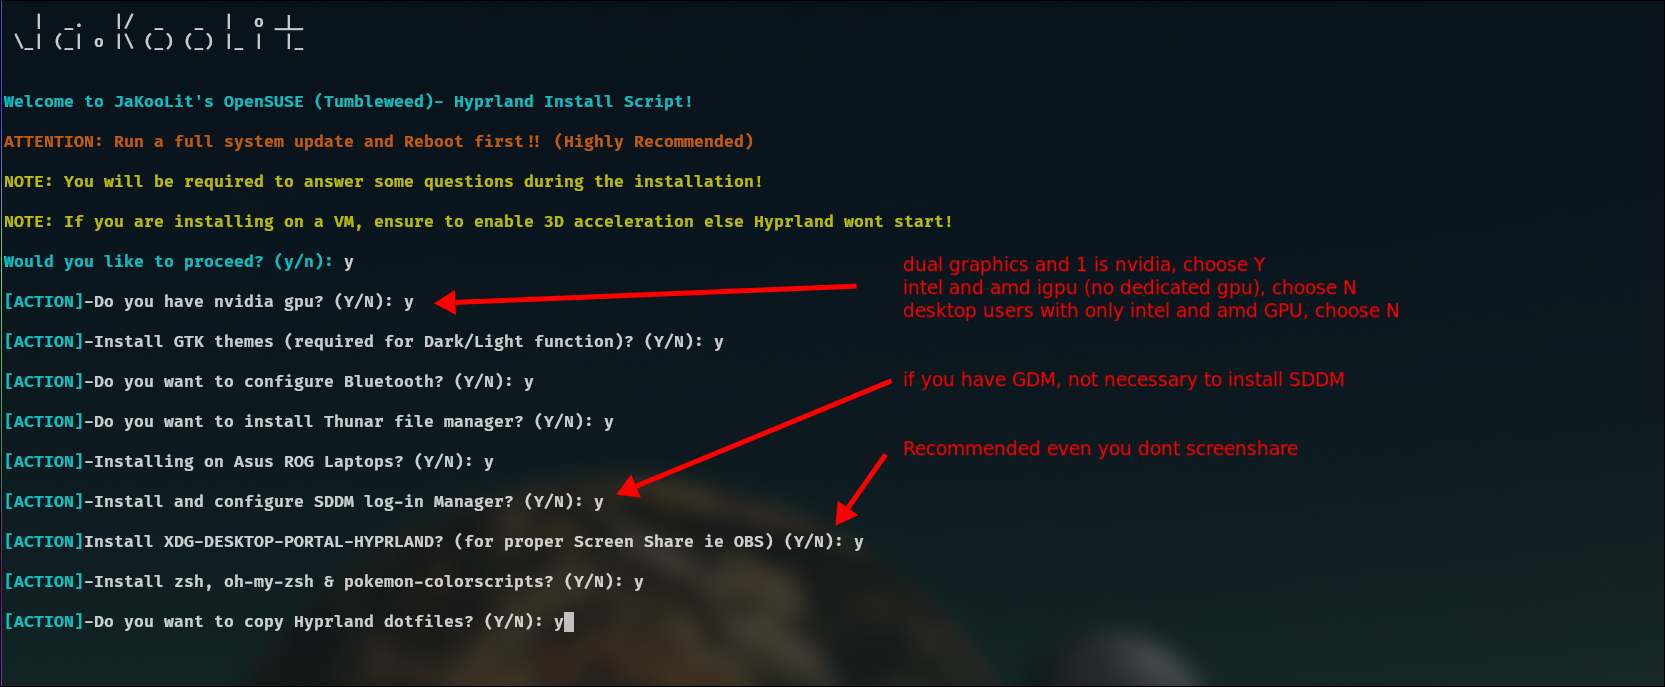 Welcome to JaKooLit's OpenSUSE (Tumbleweed)- Hyprland Install Script!
ATTENTION: Run a full system update and Reboot first!! (Highly Recommended)
NOTE: You will be required to answer some questions during the installation!
NOTE: If you are installing on a VM, ensure to enable 3D acceleration else Hyprland wont start!
Would you like to proceed? (y/n): y
dual graphics and 1 is nvidia, choose Y
intel and amd igpu (no dedicated gpu), choose N
desktop users with only intel and amd GPU, choose N
[ACTION]-Do you have nvidia gpu? (Y/N): y
[ACTION]-Install GTK themes (required for Dark/Light function)? (Y/N): y
[ACTION]-Do you want to configure Bluetooth? (Y/N): y
if you have GDM, not necessary to install SDDM
[ACTION]-Do you want to install Thunar file manager? (Y/N): y
Recommended even you dont screenshare
[ACTION]-Installing on Asus ROG Laptops? (Y/N): y
[ACTION]-Install and configure SDDM log-in Manager? (Y/N): y
[ACTION]Install XDG-DESKTOP-PORTAL-HYPRLAND? (for proper Screen Share ie OBS) (Y/N): y
[ACTION]-Install zsh, oh-my-zsh & pokemon-colorscripts? (Y/N): y
[ACTION]-Do you want to copy Hyprland dotfiles? (Y/N): y